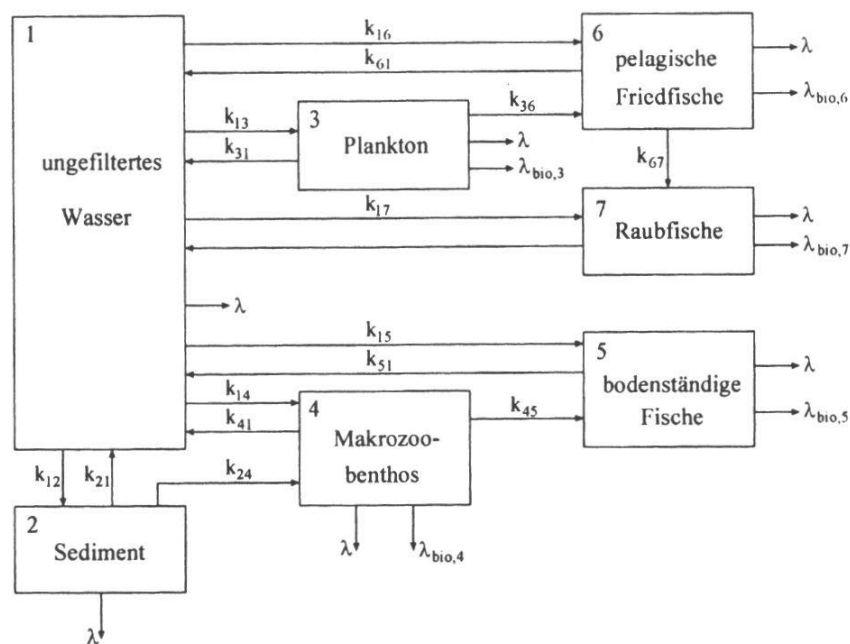 1
ungefiltertes
Wasser
λ
k16
k61
k13
k31
k17
k15
k51
k14
k41
k12
k21
k24
2
Sediment
λ
3
Plankton
k36
λ
λbio,3
4
Makrozoo-
benthos
k45
λ
λbio,4
6
pelagische
Friedfische
λ
λbio,6
k67
7
Raubfische
λ
λbio,7
5
bodenständige
Fische
λ
λbio,5